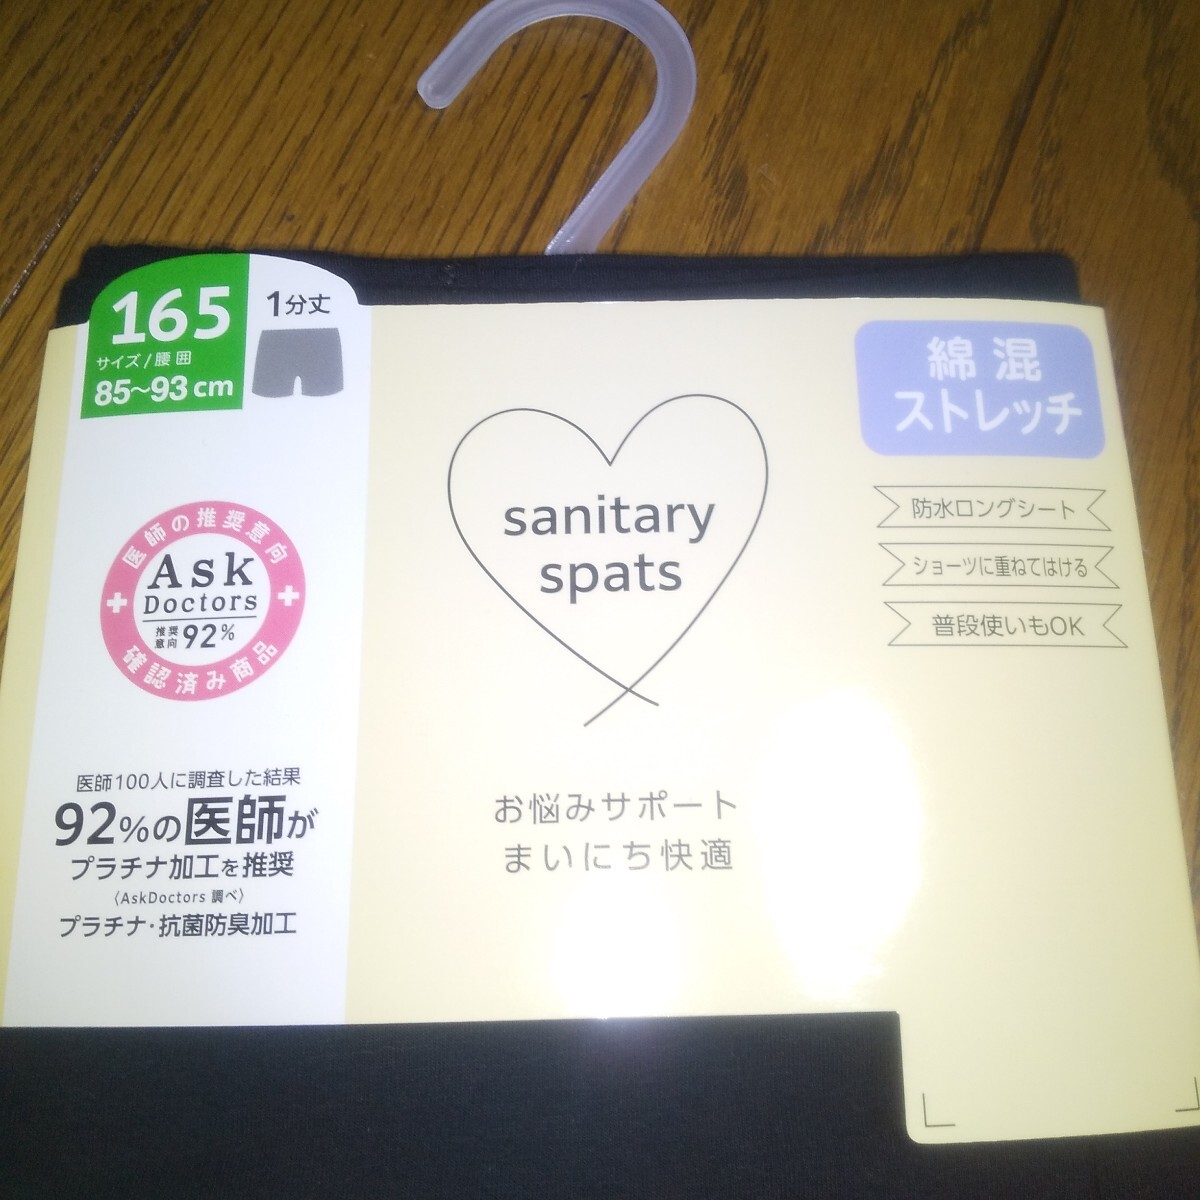 165
サイズ/腰囲
85～93cm
1分丈
綿混
ストレッチ
防水ロングシート
ショーツに重ねてはける
普段使いもOK
sanitary
spats
お悩みサポート
まいにち快適
医師の推奨意向
Ask
Doctors
推奨
意向 92%
確認済み商品
医師100人に調査した結果
92%の医師が
プラチナ加工を推奨
〈AskDoctors 調べ〉
プラチナ・抗菌防臭加工